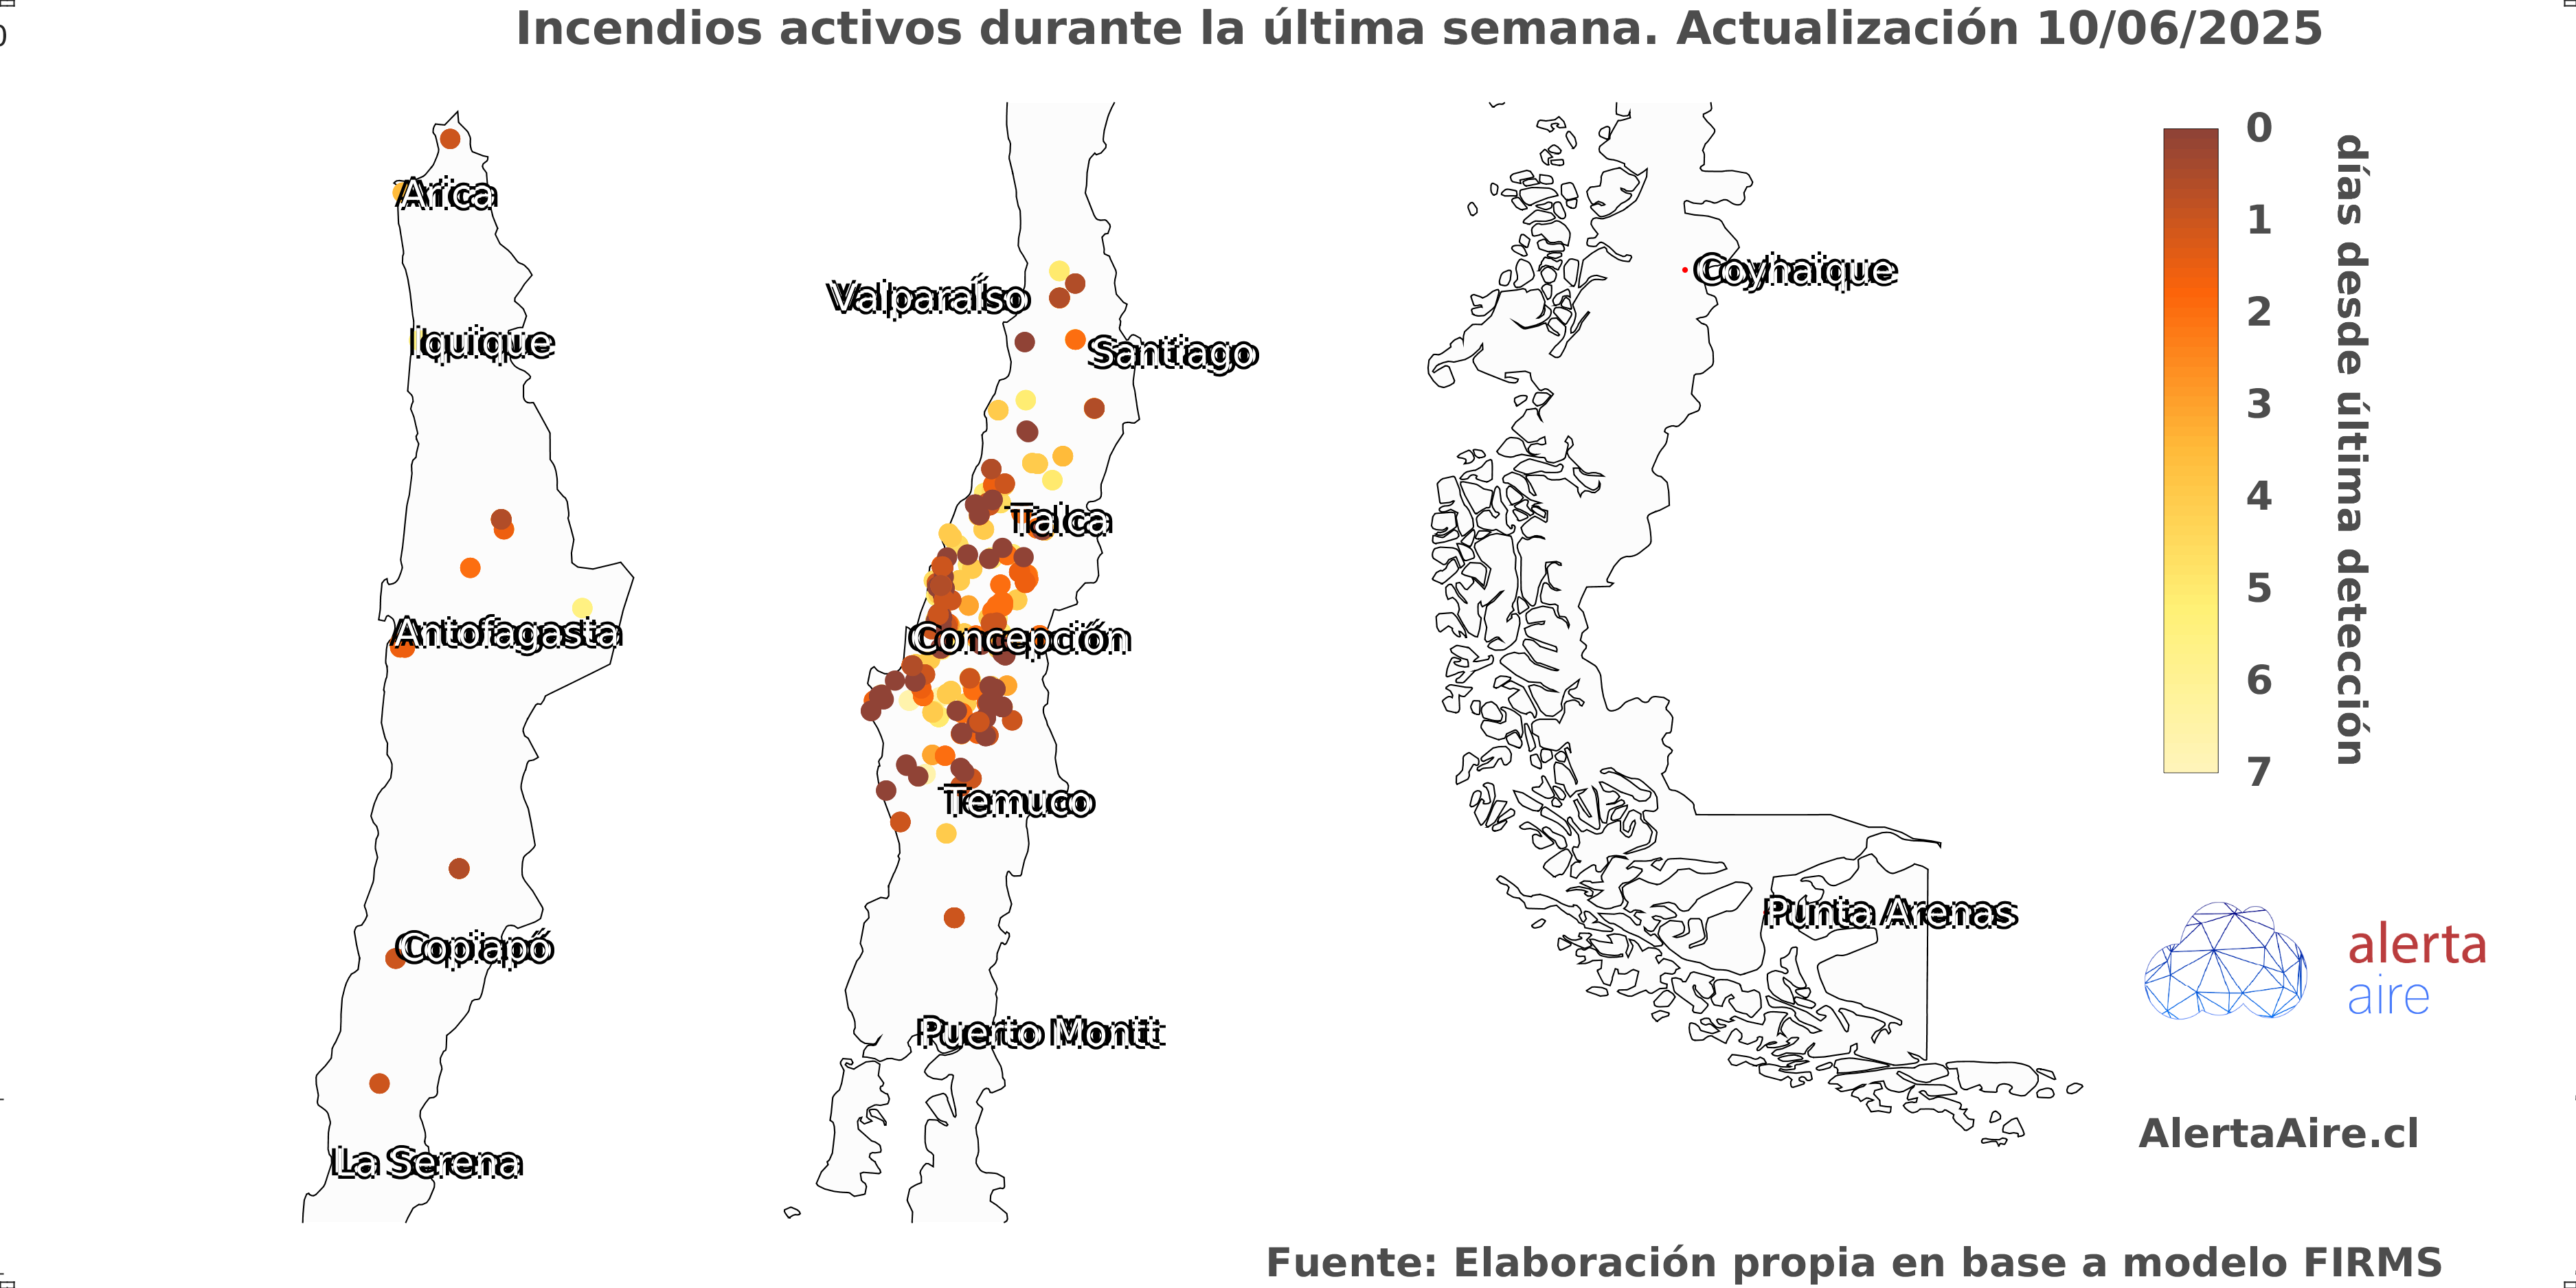 Incendios activos durante la última semana. Actualización 10/06/2025
0
Arica
Iquique
Antofagasta
Copiapó
La Serena
Valparaíso
Santiago
Talca
Concepción
Temuco
Puerto Montt
Coyhaique
Punta Arenas
0
1
2
3
4
5
6
7
días desde última detección
alerta
aire
AlertaAire.cl
Fuente: Elaboración propia en base a modelo FIRMS